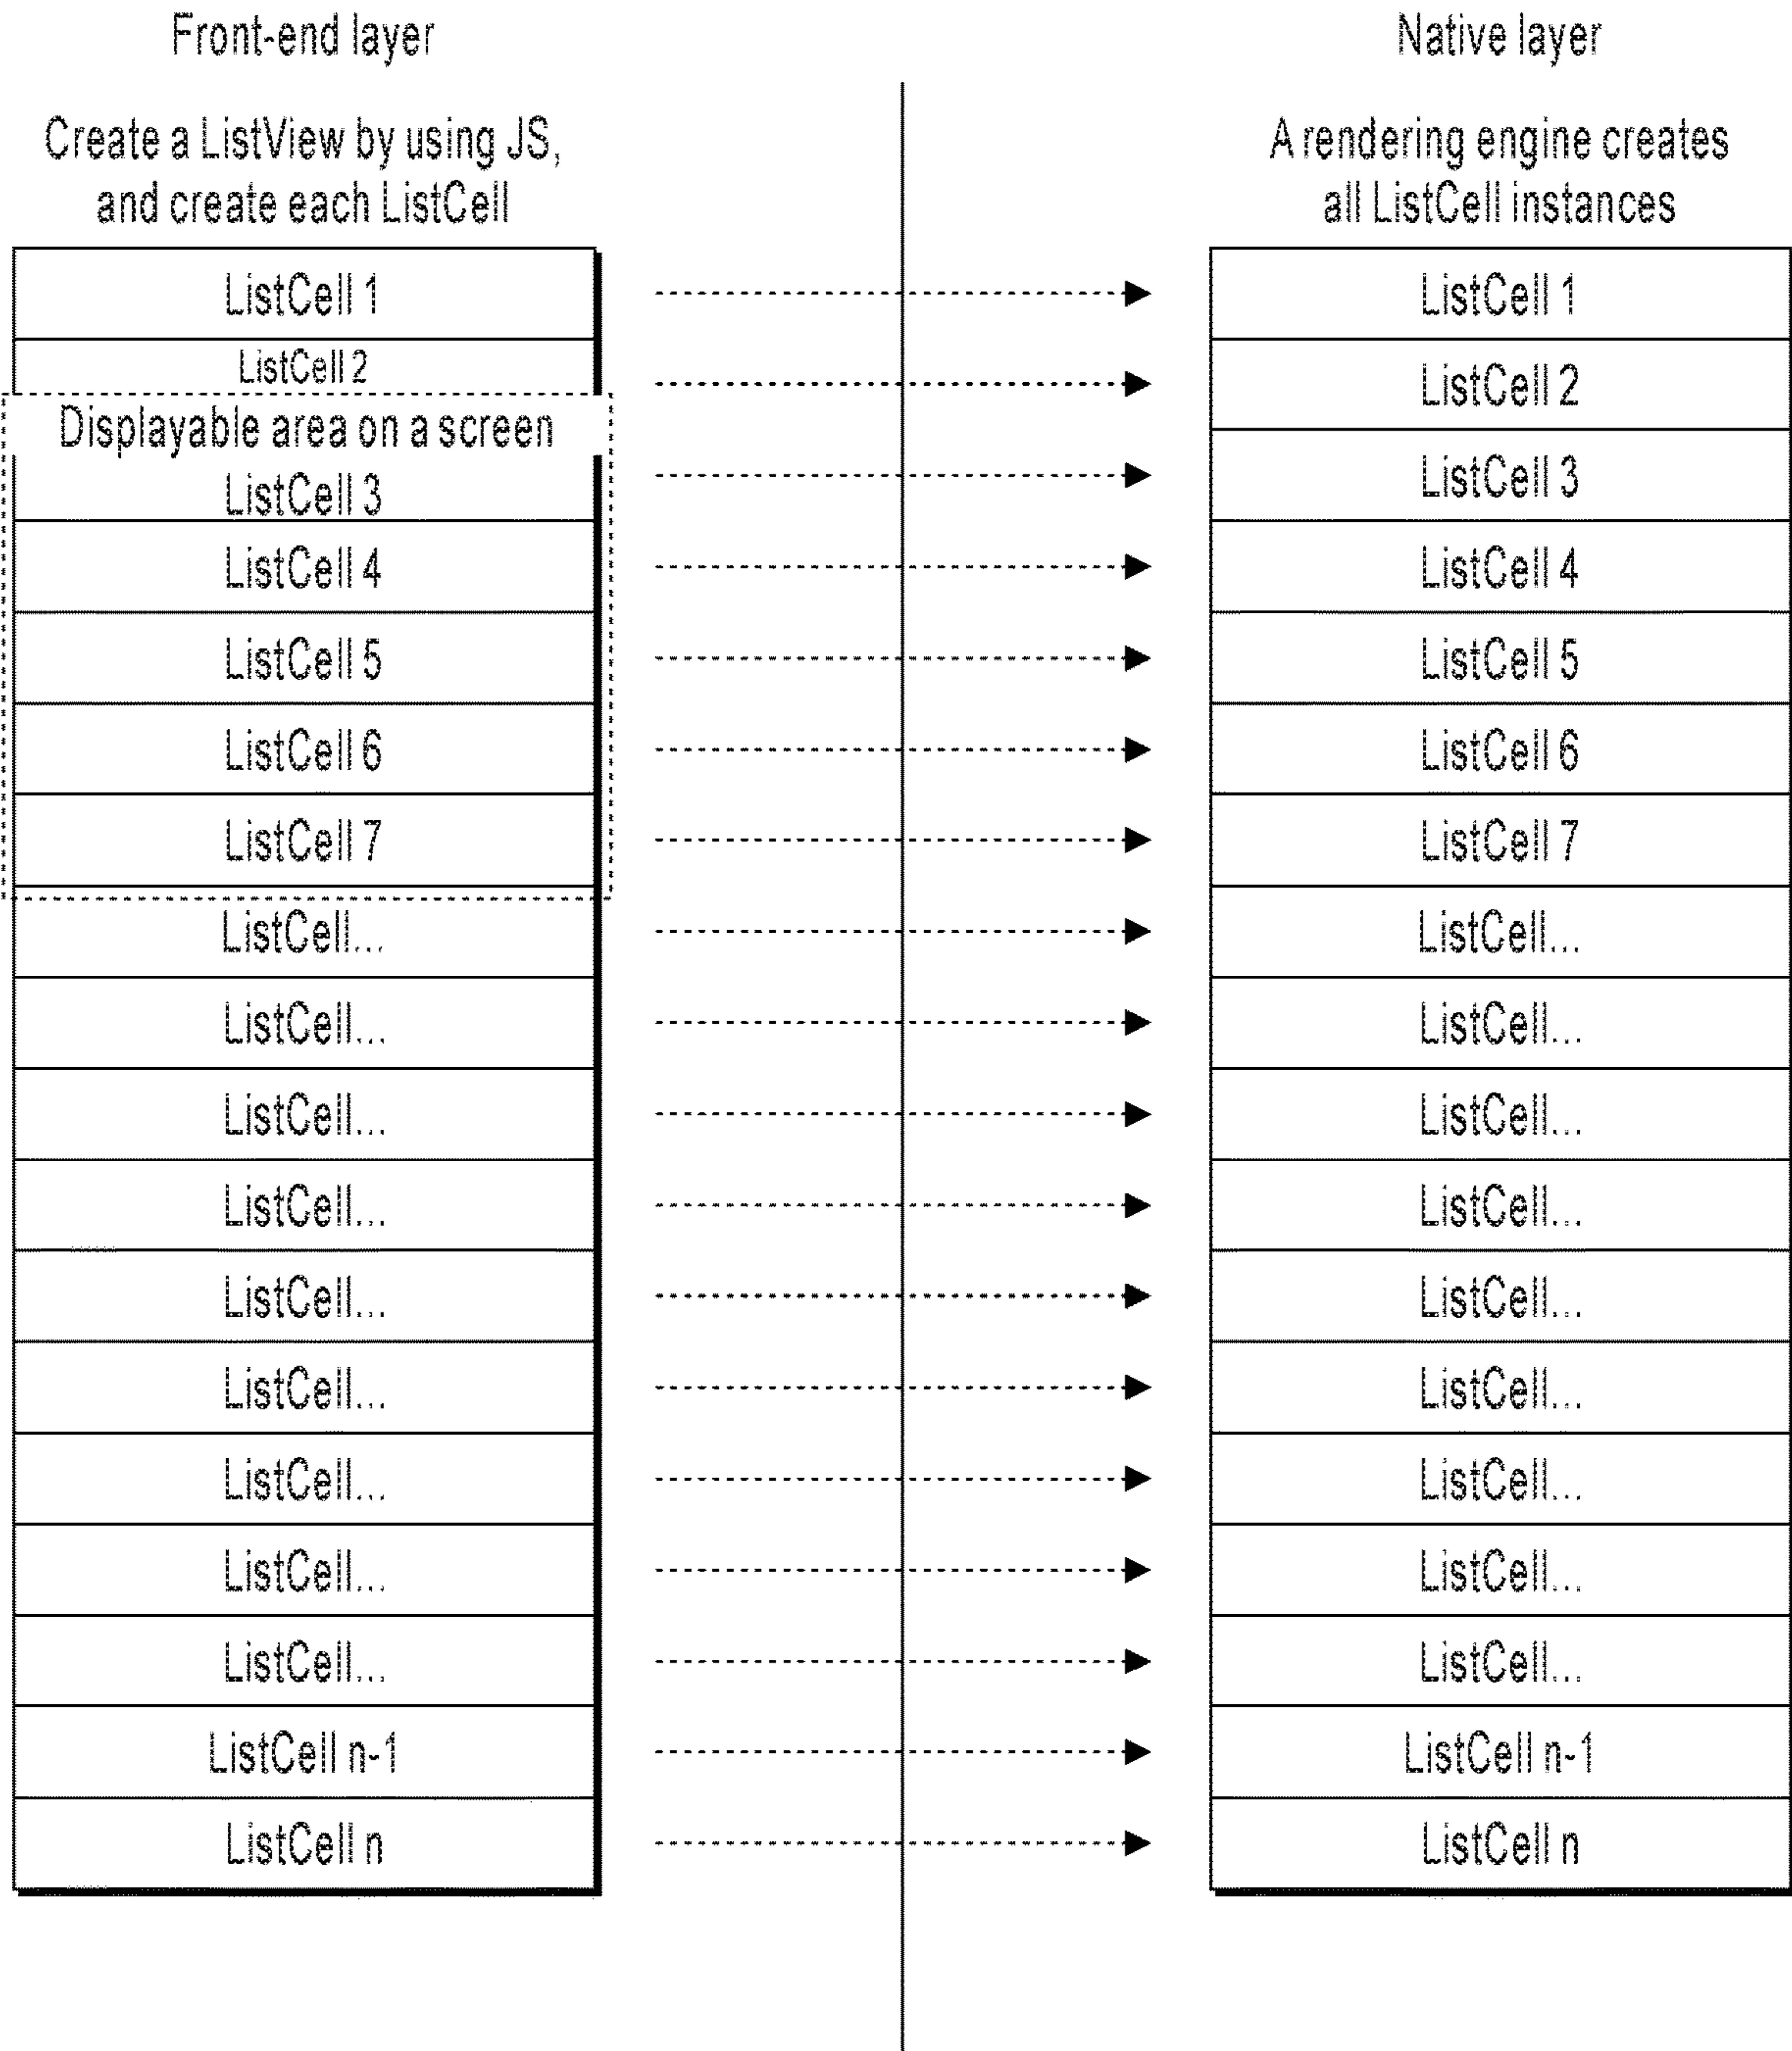 Front-end layer
Create a ListView by using JS,
and create each ListCell
ListCell 1
ListCell 2
Displayable area on a screen
ListCell 3
ListCell 4
ListCell 5
ListCell 6
ListCell 7
ListCell...
ListCell...
ListCell...
ListCell...
ListCell...
ListCell...
ListCell...
ListCell...
ListCell...
ListCell n-1
ListCell n
Native layer
A rendering engine creates
all ListCell instances
ListCell 1
ListCell 2
ListCell 3
ListCell 4
ListCell 5
ListCell 6
ListCell 7
ListCell...
ListCell...
ListCell...
ListCell...
ListCell...
ListCell...
ListCell...
ListCell...
ListCell...
ListCell n-1
ListCell n